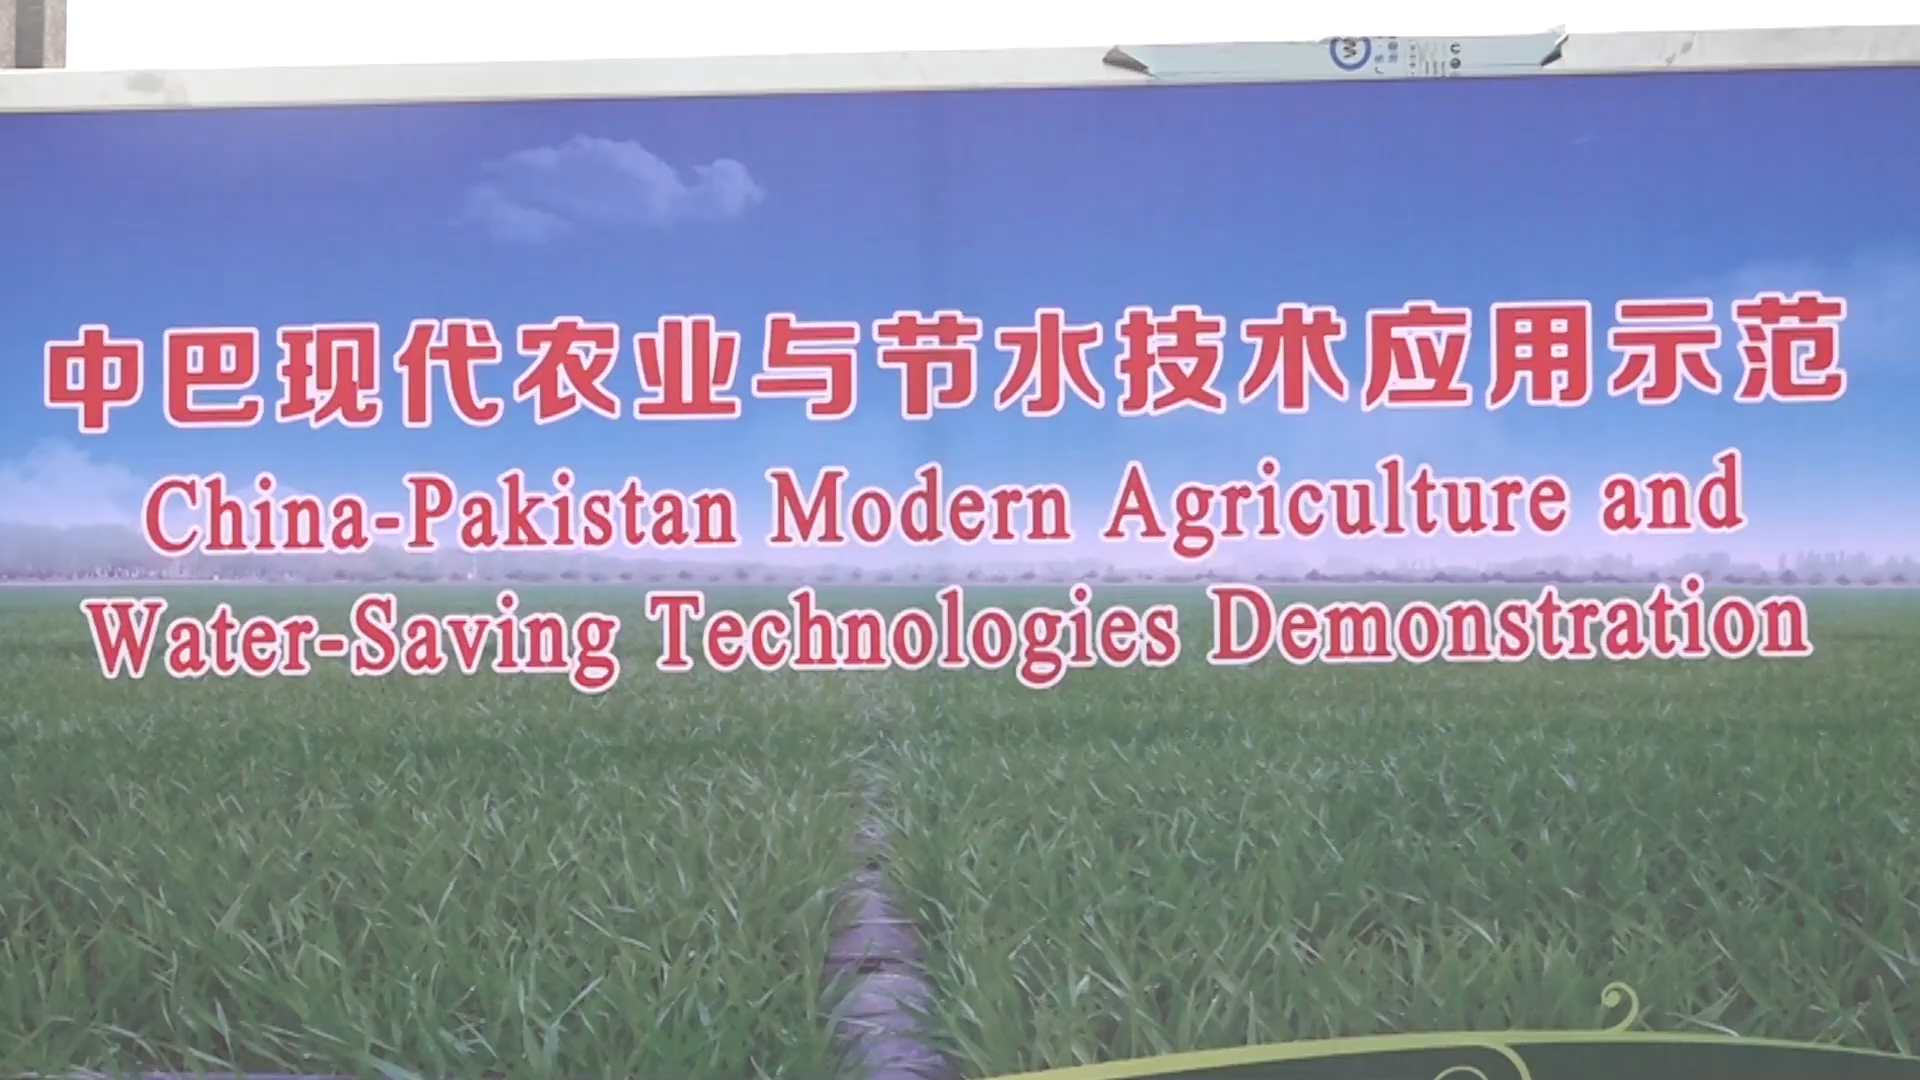 中巴现代农业与节水技术应用示范
China-Pakistan Modern Agriculture and
Water-Saving Technologies Demonstration